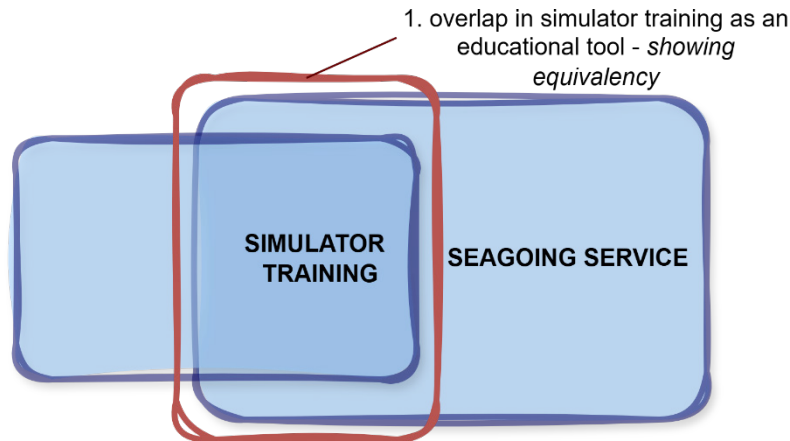 1. overlap in simulator training as an
educational tool - showing
equivalency
SIMULATOR
TRAINING
SEAGOING SERVICE